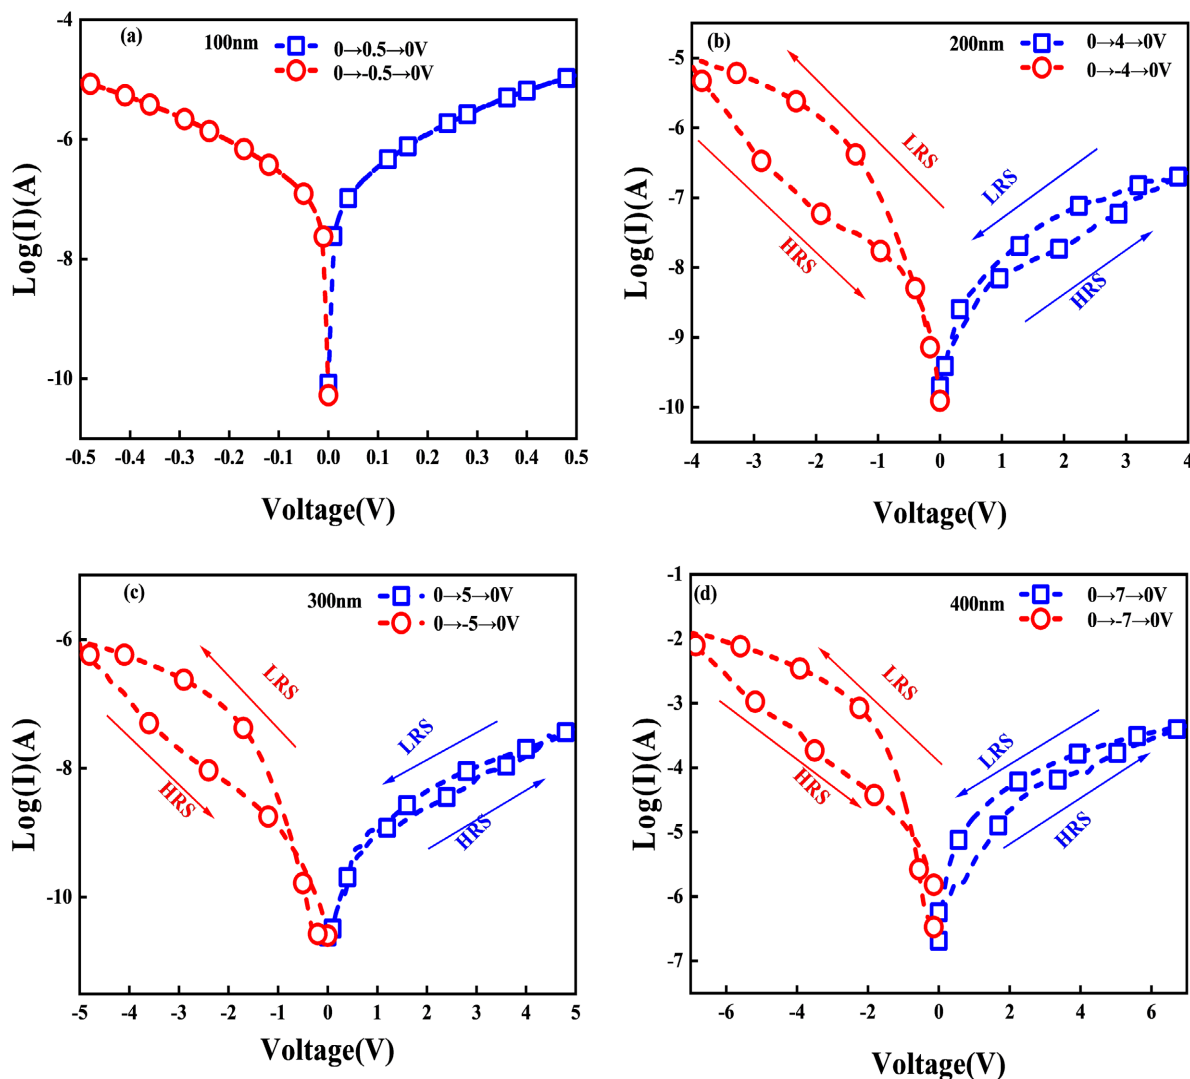 (a)
100nm
0→0.5→0V
0→-0.5→0V
-4
-6
-8
-10
Log(I)(A)
-0.5 -0.4 -0.3 -0.2 -0.1 0.0 0.1 0.2 0.3 0.4 0.5
Voltage(V)
(b)
200nm
0→4→0V
0→-4→0V
-5
-6
-7
-8
-9
-10
Log(I)(A)
LRS
HRS
LRS
HRS
-4 -3 -2 -1 0 1 2 3 4
Voltage(V)
(c)
300nm
0→5→0V
0→-5→0V
-6
-8
-10
Log(I)(A)
LRS
HRS
LRS
HRS
-5 -4 -3 -2 -1 0 1 2 3 4 5
Voltage(V)
(d)
400nm
0→7→0V
0→-7→0V
-1
-2
-3
-4
-5
-6
-7
Log(I)(A)
LRS
HRS
LRS
HRS
-6 -4 -2 0 2 4 6
Voltage(V)